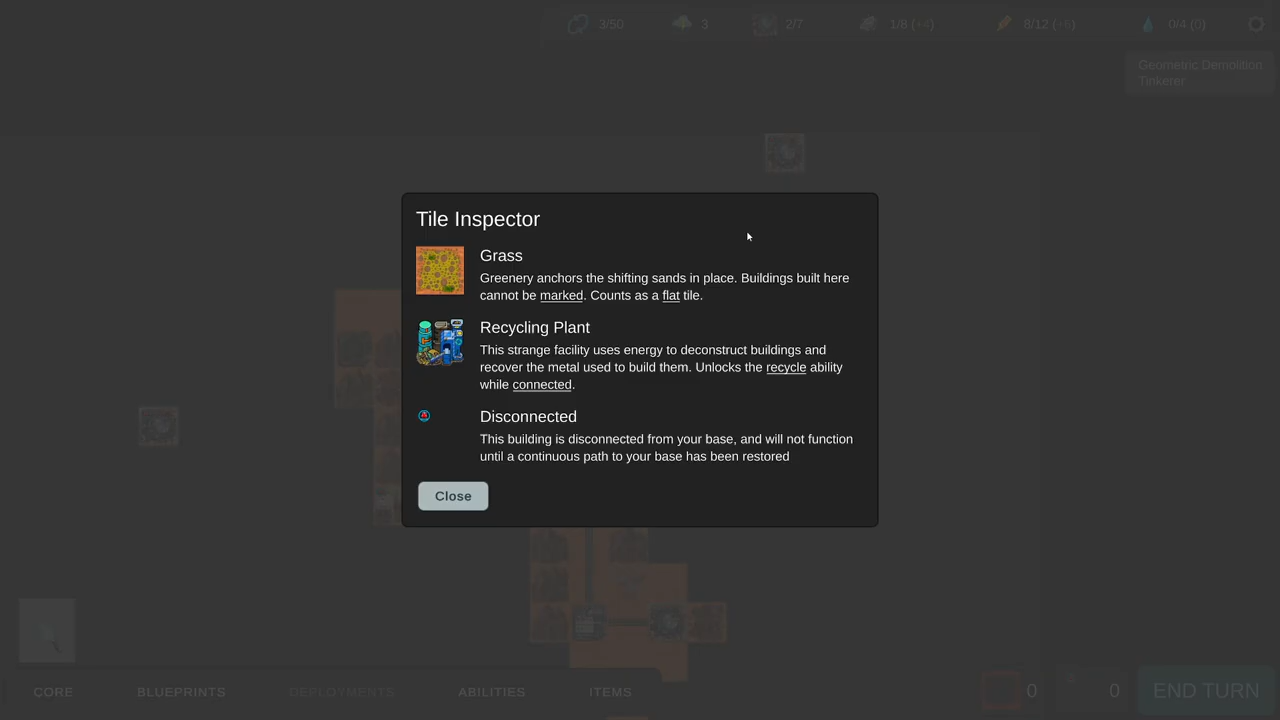 3/50 3 2/7 1/8 (+4) 8/12 (+6) 0/4 (0)
Geometric Demolition
Tinkerer
Tile Inspector
Grass
Greenery anchors the shifting sands in place. Buildings built here
cannot be marked. Counts as a flat tile.
Recycling Plant
This strange facility uses energy to deconstruct buildings and
recover the metal used to build them. Unlocks the recycle ability
while connected.
Disconnected
This building is disconnected from your base, and will not function
until a continuous path to your base has been restored
Close
CORE BLUEPRINTS DEPLOYMENTS ABILITIES ITEMS 0 0 END TURN